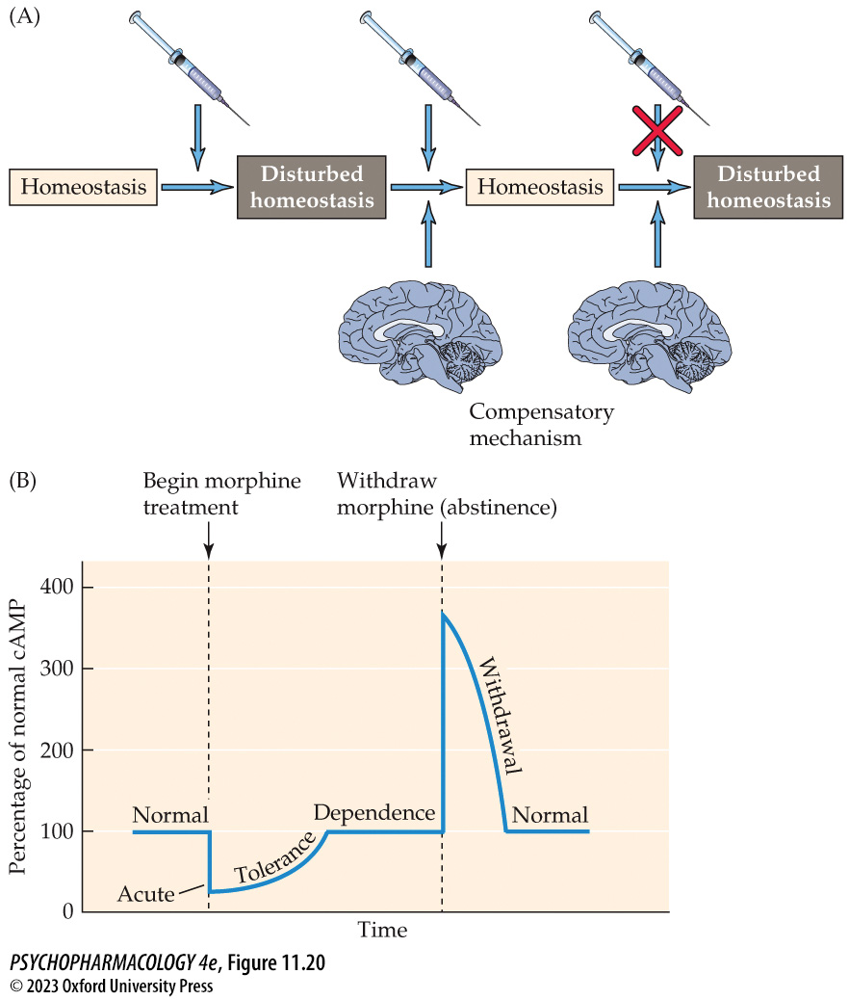 (A)
Homeostasis
Disturbed
homeostasis
Homeostasis
Disturbed
homeostasis
Compensatory
mechanism
(B)
Begin morphine
treatment
Withdraw
morphine (abstinence)
Percentage of normal cAMP
400
300
200
100
0
Normal
Acute
Tolerance
Dependence
Withdrawal
Normal
Time
PSYCHOPHARMACOLOGY 4e, Figure 11.20
© 2023 Oxford University Press